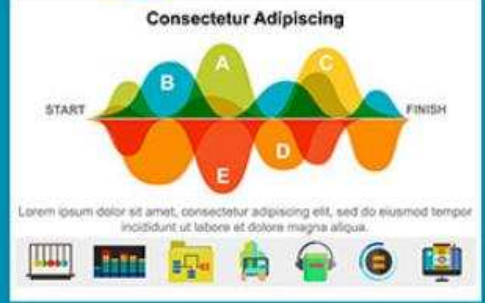 Consectetur Adipiscing
A
C
B
START
FINISH
D
E
Lorem ipsum dolor sit amet, consectetur adipiscing elit, sed do eiusmod tempor
incididunt ut labore et dolore magna aliqua.